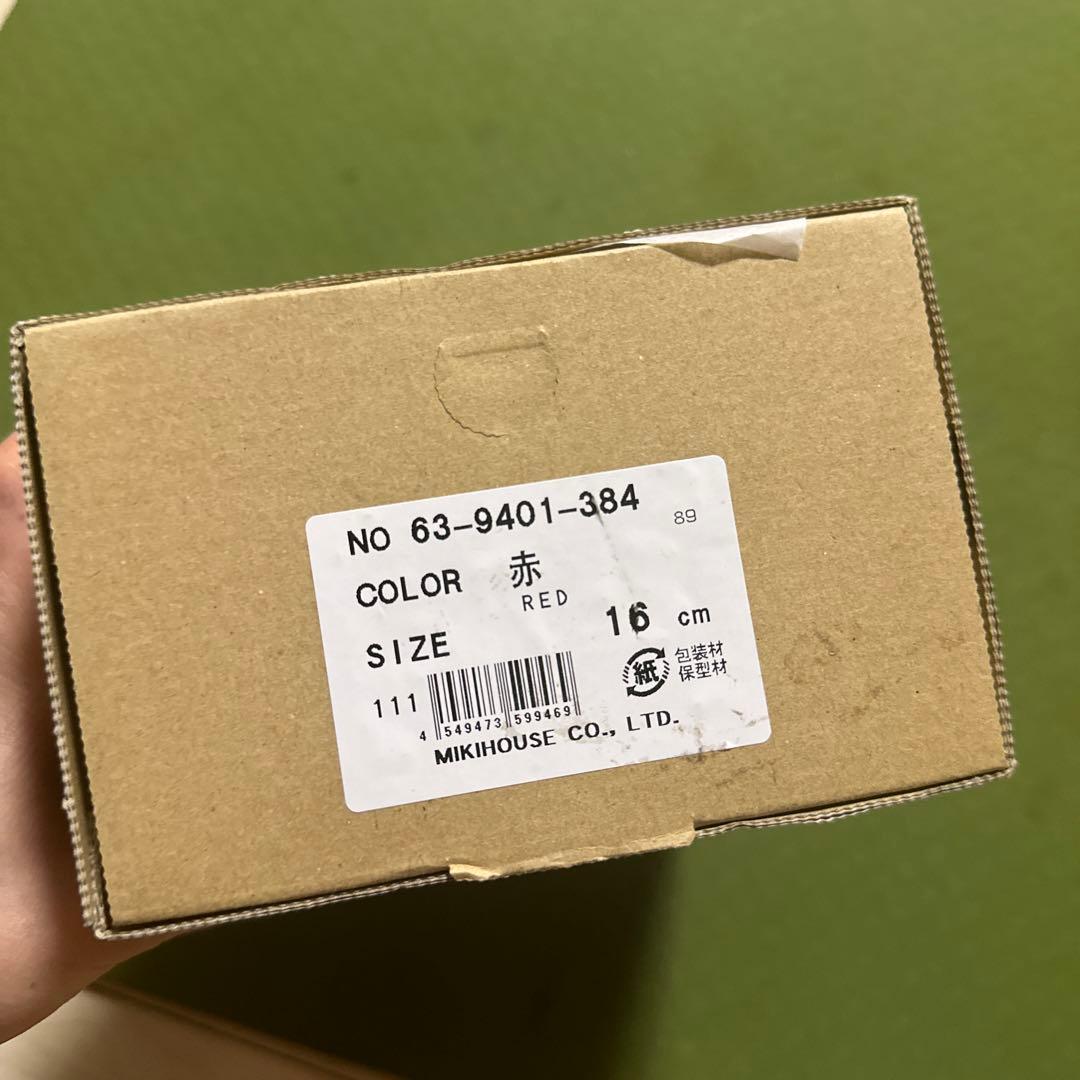 NO 63-9401-384 89
COLOR 赤
RED
SIZE 16 cm
紙 包装材
保型材
111
4 549473 599469
MIKIHOUSE CO., LTD.